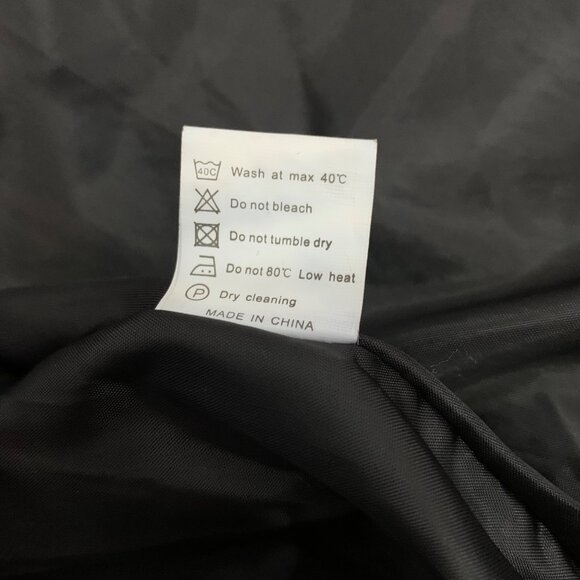 40C Wash at max 40℃
Do not bleach
Do not tumble dry
Do not 80℃ Low heat
P Dry cleaning
MADE IN CHINA